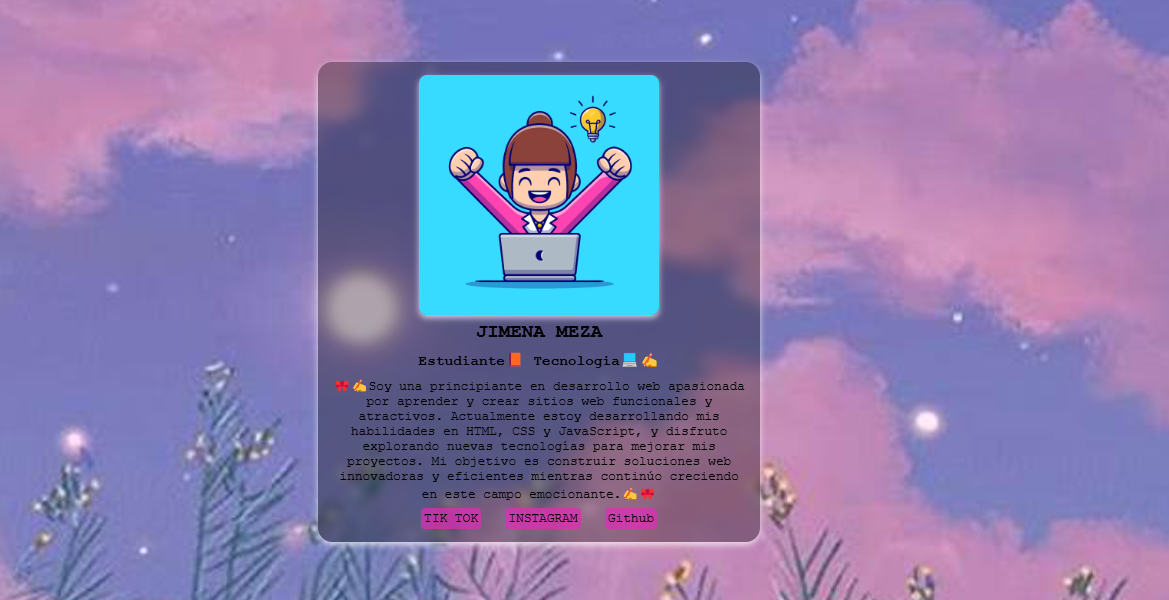 JIMENA MEZA
Estudiante📕 Tecnologia💻✍
🎀✍Soy una principiante en desarrollo web apasionada
por aprender y crear sitios web funcionales y
atractivos. Actualmente estoy desarrollando mis
habilidades en HTML, CSS y JavaScript, y disfruto
explorando nuevas tecnologías para mejorar mis
proyectos. Mi objetivo es construir soluciones web
innovadoras y eficientes mientras continúo creciendo
en este campo emocionante.✍🎀
TIK TOK INSTAGRAM Github